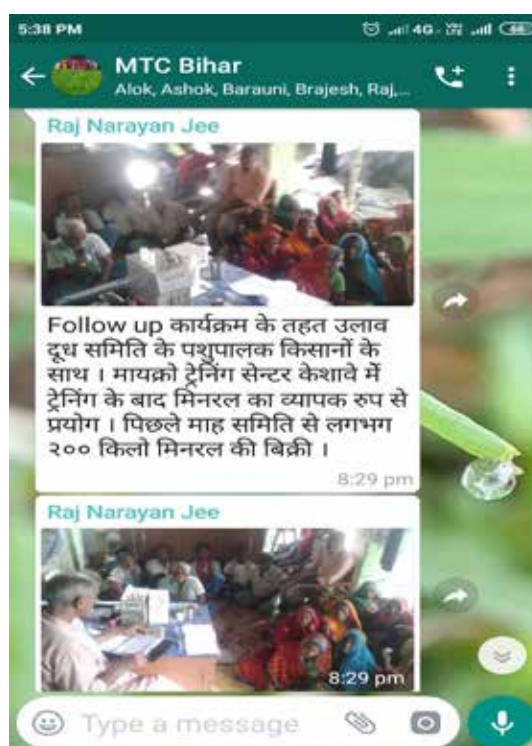 5:38 PM
4G
MTC Bihar
Alok, Ashok, Barauni, Brajesh, Raj,...
Raj Narayan Jee
Follow up कार्यक्रम के तहत उलाव
दूध समिति के पशुपालक किसानों के
साथ । मायक्रो ट्रेनिंग सेन्टर केशावे में
ट्रेनिंग के बाद मिनरल का व्यापक रुप से
प्रयोग । पिछले माह समिति से लगभग
२०० किलो मिनरल की बिक्री ।
8:29 pm
Raj Narayan Jee
8:29 pm
Type a message